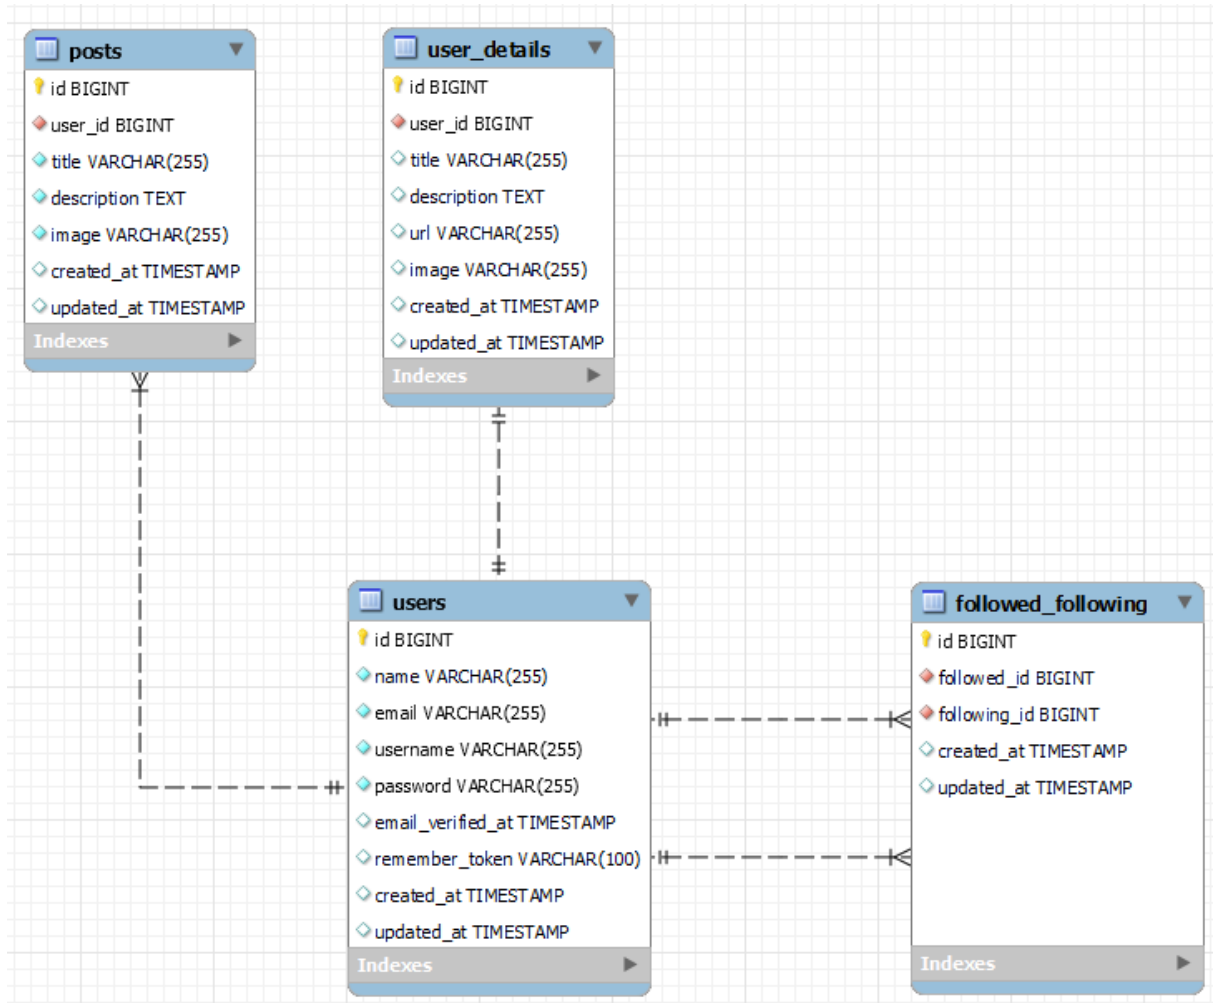 posts
id BIGINT
user_id BIGINT
title VARCHAR(255)
description TEXT
image VARCHAR(255)
created_at TIMESTAMP
updated_at TIMESTAMP
Indexes
user_details
id BIGINT
user_id BIGINT
title VARCHAR(255)
description TEXT
url VARCHAR(255)
image VARCHAR(255)
created_at TIMESTAMP
updated_at TIMESTAMP
Indexes
users
id BIGINT
name VARCHAR(255)
email VARCHAR(255)
username VARCHAR(255)
password VARCHAR(255)
email_verified_at TIMESTAMP
remember_token VARCHAR(100)
created_at TIMESTAMP
updated_at TIMESTAMP
Indexes
followed_following
id BIGINT
followed_id BIGINT
following_id BIGINT
created_at TIMESTAMP
updated_at TIMESTAMP
Indexes